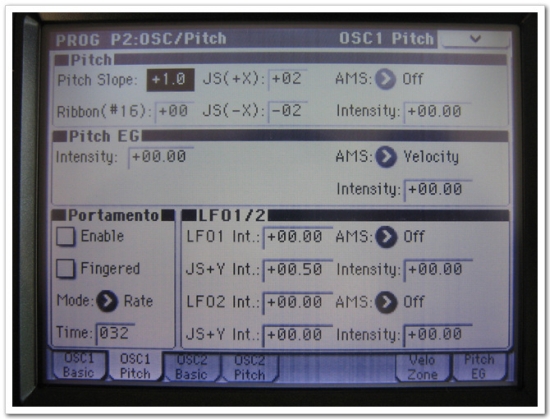 PROG P2:OSC/Pitch OSC1 Pitch
Pitch
Pitch Slope: +1.0 JS(+X): +02 AMS: Off
Ribbon(#16): +00 JS(-X): -02 Intensity: +00.00
Pitch EG
Intensity: +00.00 AMS: Velocity
Intensity: +00.00
Portamento LFO1/2
Enable LFO1 Int.: +00.00 AMS: Off
Fingered JS+Y Int.: +00.50 Intensity: +00.00
Mode: Rate LFO2 Int.: +00.00 AMS: Off
Time: 032 JS+Y Int.: +00.00 Intensity: +00.00
OSC1 Basic OSC1 Pitch OSC2 Basic OSC2 Pitch Velo Zone Pitch EG